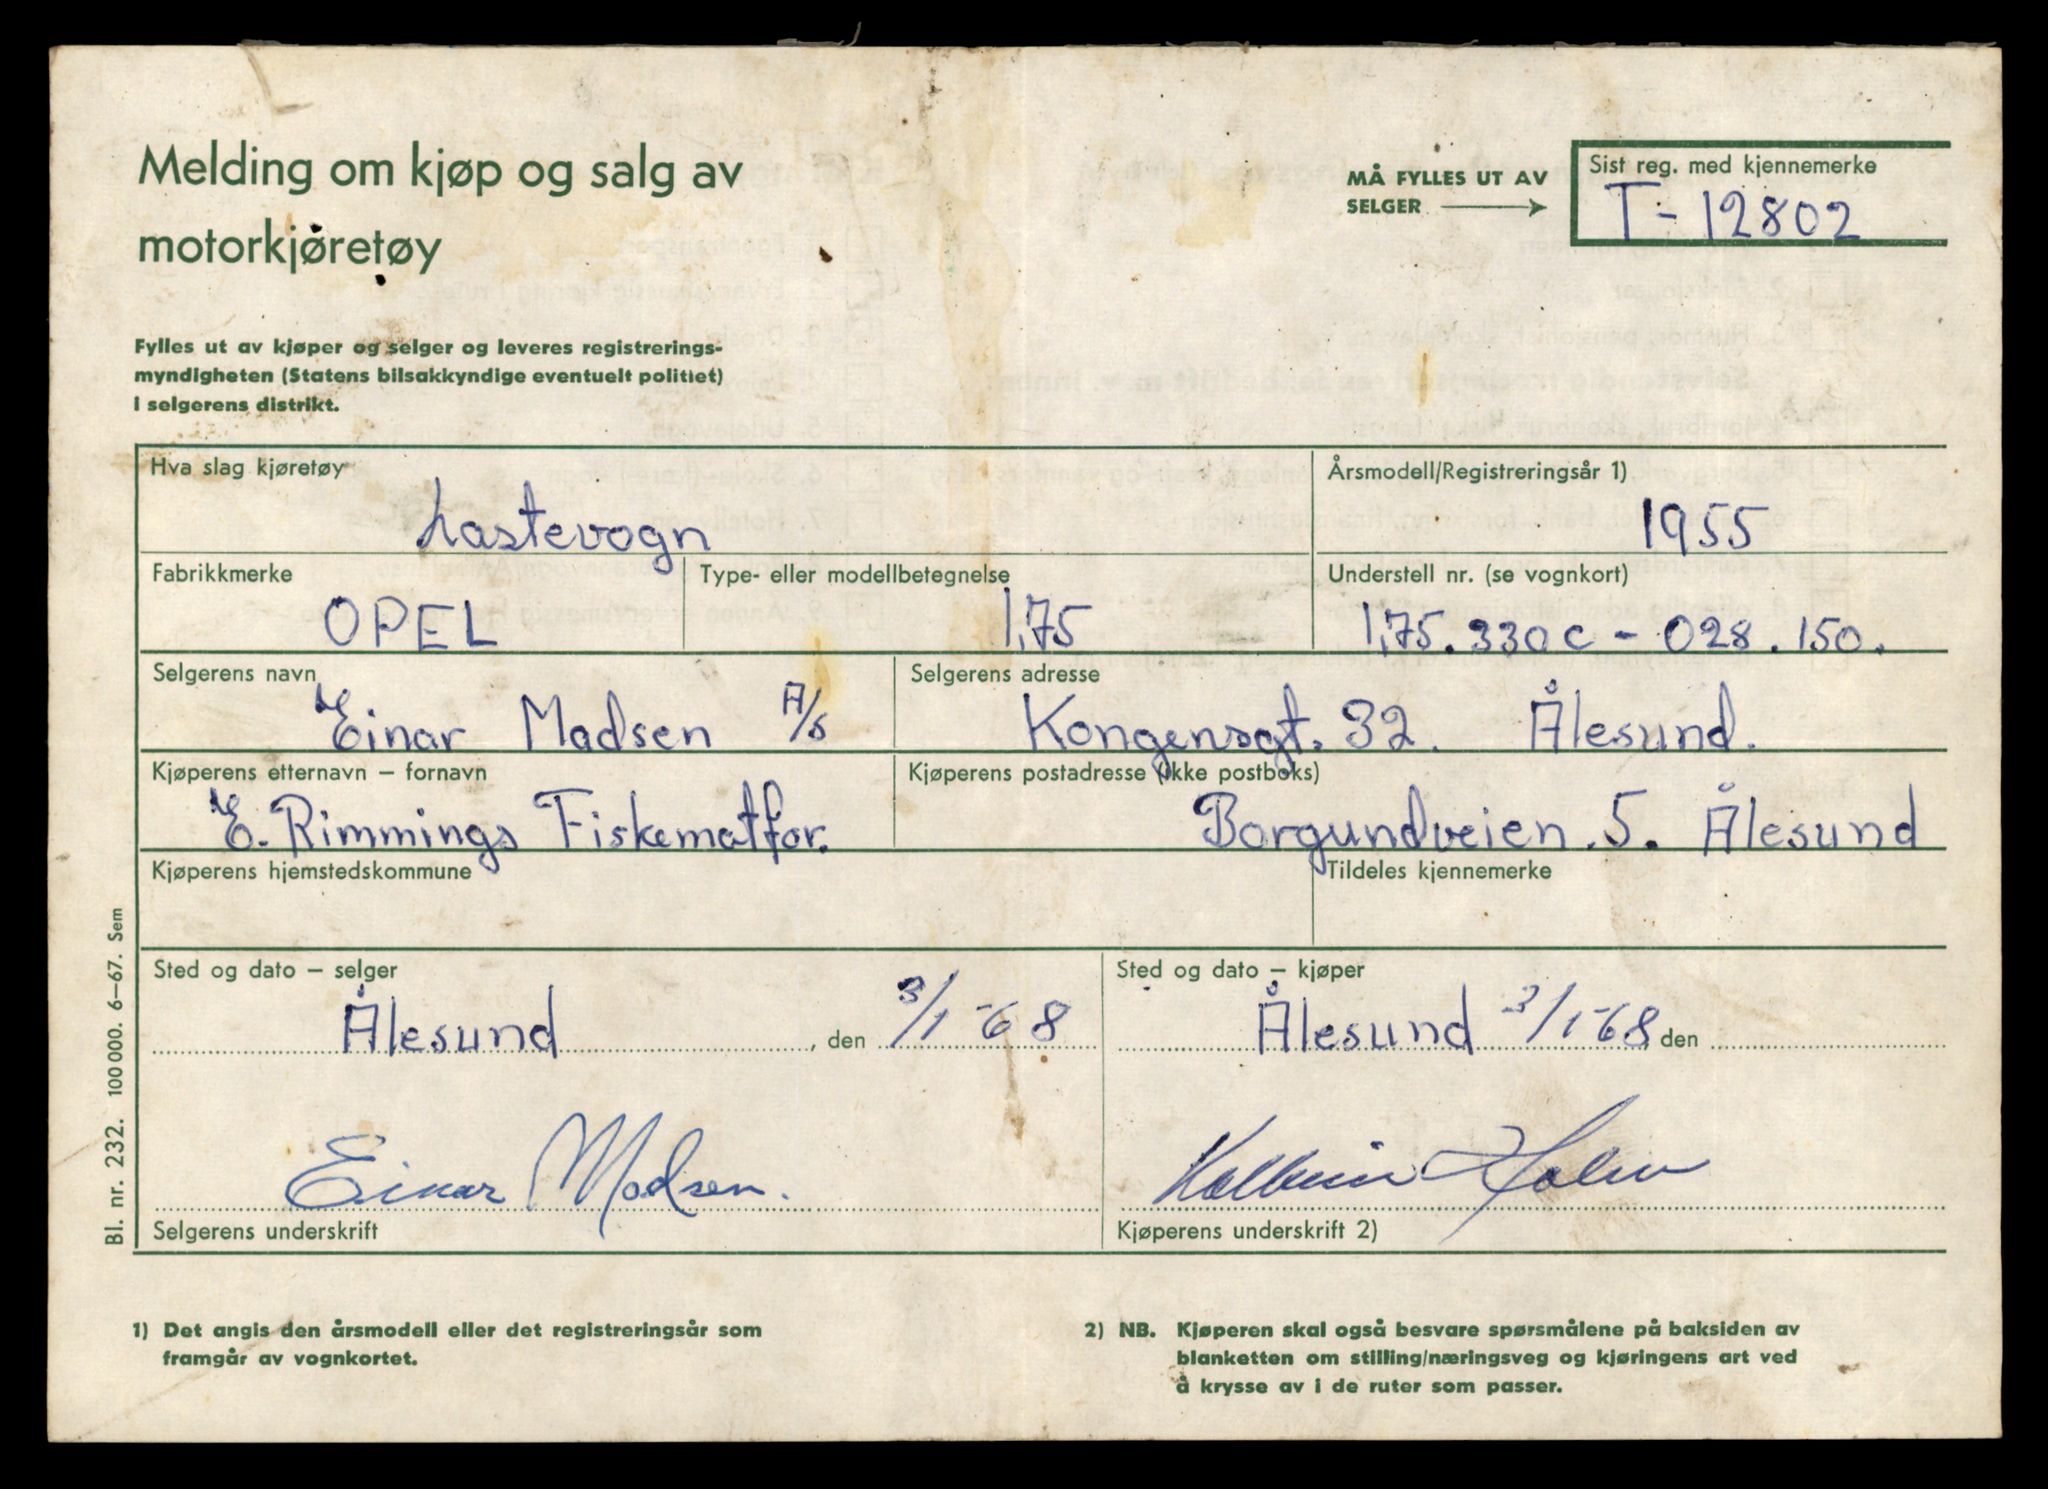 Melding om kjøp og salg av
motorkjøretøy
MÅ FYLLES UT AV
SELGER
Sist reg. med kjennemerke
T - 12802
Fylles ut av kjøper og selger og leveres registrerings-
myndigheten (Statens bilsakkyndige eventuelt politiet)
i selgerens distrikt.
Hva slag kjøretøy
Lastevogn
Årsmodell/Registreringsår 1)
1955
Fabrikkmerke
OPEL
Type- eller modellbetegnelse
1,75
Understell nr. (se vognkort)
1,75.330c - 028.150.
Selgerens navn
Einar Madsen A/S
Selgerens adresse
Kongensgt. 32. Ålesund.
Kjøperens etternavn – fornavn
E. Rimmings Fiskematfor.
Kjøperens postadresse (ikke postboks)
Borgundveien. 5. Ålesund
Kjøperens hjemstedskommune
Tildeles kjennemerke
Sted og dato – selger
Ålesund, den 3/1-68
Sted og dato – kjøper
Ålesund 3/1-68, den
Einar Madsen.
Selgerens underskrift
Kjøperens underskrift 2)
Bl. nr. 232. 100 000. 6–67. Sem
1) Det angis den årsmodell eller det registreringsår som
framgår av vognkortet.
2) NB. Kjøperen skal også besvare spørsmålene på baksiden av
blanketten om stilling/næringsveg og kjøringens art ved
å krysse av i de ruter som passer.